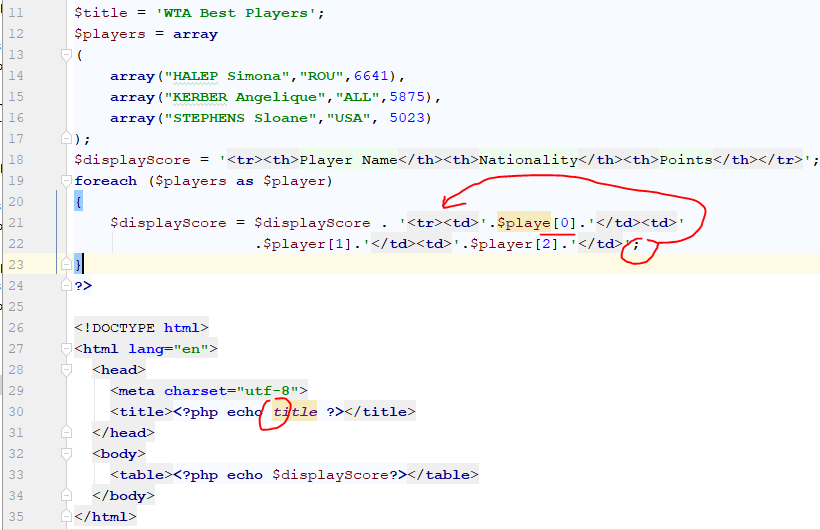 11 $title = 'WTA Best Players';
12 $players = array
13 (
14 array("HALEP Simona","ROU",6641),
15 array("KERBER Angelique","ALL",5875),
16 array("STEPHENS Sloane","USA", 5023)
17 );
18 $displayScore = '<tr><th>Player Name</th><th>Nationality</th><th>Points</th></tr>';
19 foreach ($players as $player)
20 {
21 $displayScore = $displayScore . '<tr><td>'.$playe[0].'</td><td>'
22 .$player[1].'</td><td>'.$player[2].'</td>';
23 }
24 ?>
25
26 <!DOCTYPE html>
27 <html lang="en">
28 <head>
29 <meta charset="utf-8">
30 <title><?php echo title ?></title>
31 </head>
32 <body>
33 <table><?php echo $displayScore?></table>
34 </body>
35 </html>